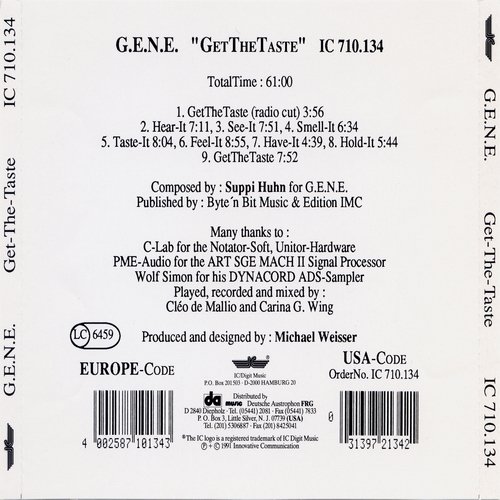 G.E.N.E. Get-The-Taste IC 710.134
G.E.N.E. "GETTHETASTE" IC 710.134
TotalTime : 61:00
1. GetTheTaste (radio cut) 3:56
2. Hear-It 7:11, 3. See-It 7:51, 4. Smell-It 6:34
5. Taste-It 8:04, 6. Feel-It 8:55, 7. Have-It 4:39, 8. Hold-It 5:44
9. GetTheTaste 7:52
Composed by : Suppi Huhn for G.E.N.E.
Published by : Byte´n Bit Music & Edition IMC
Many thanks to :
C-Lab for the Notator-Soft, Unitor-Hardware
PME-Audio for the ART SGE MACH II Signal Processor
Wolf Simon for his DYNACORD ADS-Sampler
Played, recorded and mixed by :
Cléo de Mallio and Carina G. Wing
LC 6459
Produced and designed by : Michael Weisser
EUROPE-CODE
IC
IC/Digit Music
P.O. Box 201503 · D-2000 HAMBURG 20
USA-CODE
OrderNo. IC 710.134
da music
Distributed by
Deutsche Austrophon FRG
D 2840 Diepholz · Tel (05441) 2081 · Fax (05441) 7833
P.O. Box 3, Little Silver, N. J. 07739 (USA)
Tel. (201) 5306887 · Fax (201) 5307041
® The IC logo is a registered trademark of IC Digit Music
℗ + © 1991 Innovative Communication
4 002587 101343
0 31397 21342
G.E.N.E. Get-The-Taste IC 710.134